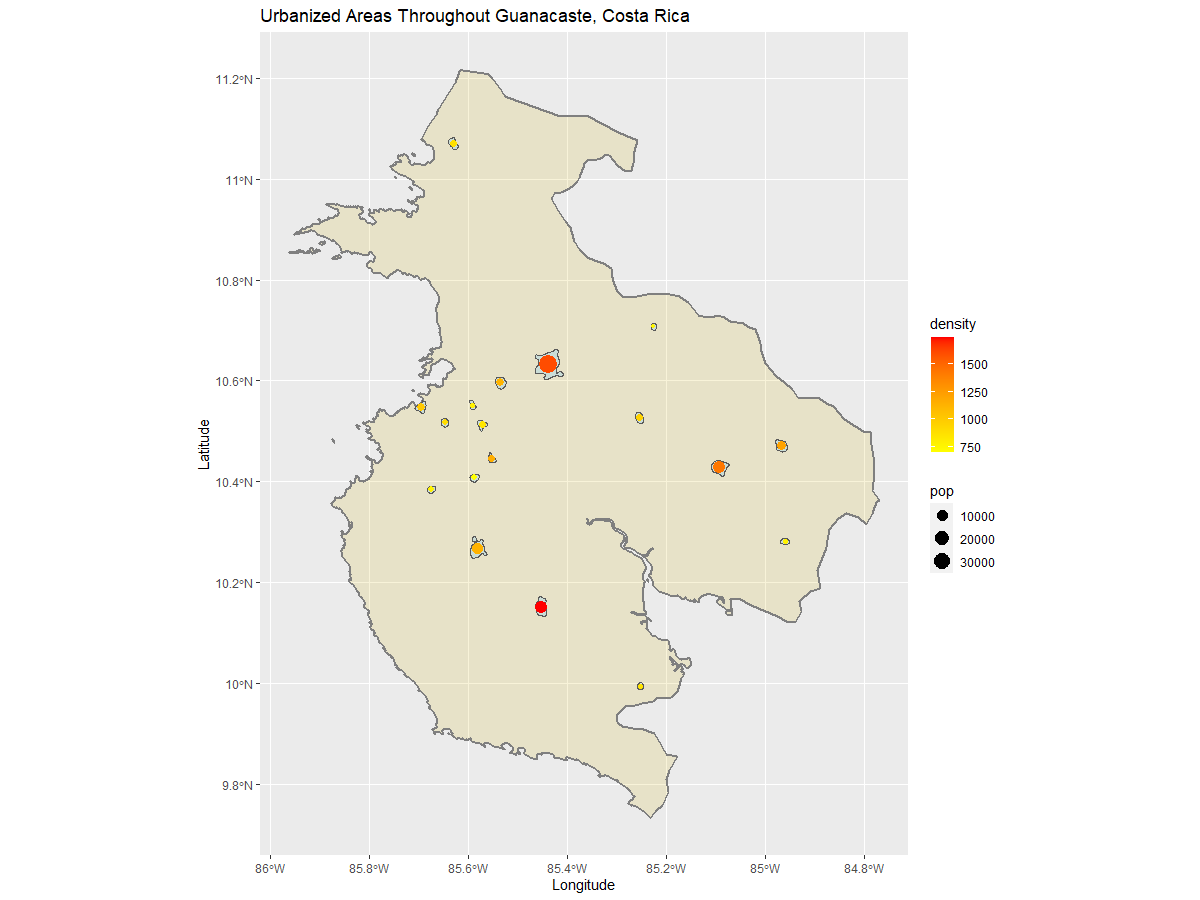 Urbanized Areas Throughout Guanacaste, Costa Rica
11.2°N
11°N
10.8°N
10.6°N
10.4°N
10.2°N
10°N
9.8°N
Latitude
86°W
85.8°W
85.6°W
85.4°W
85.2°W
85°W
84.8°W
Longitude
density
1500
1250
1000
750
pop
10000
20000
30000